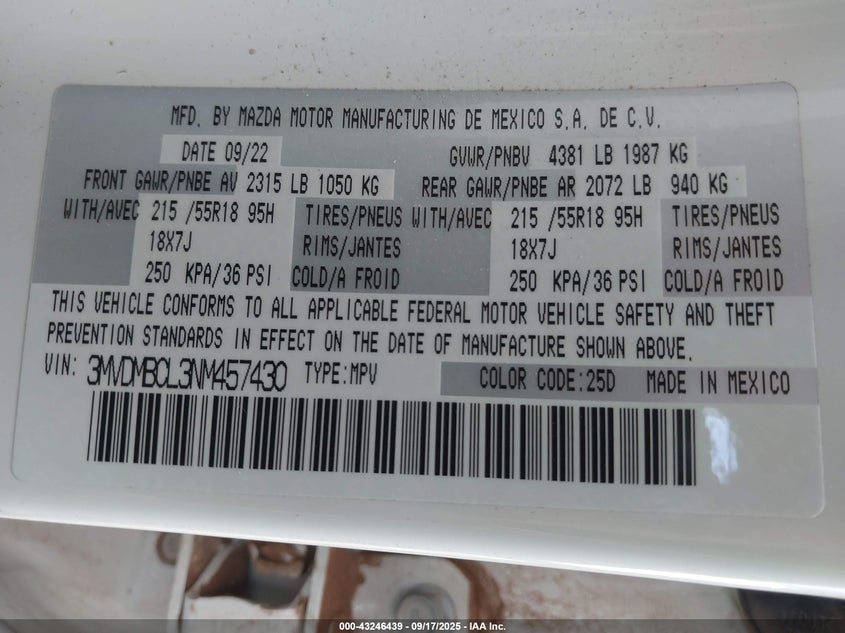 MFD. BY MAZDA MOTOR MANUFACTURING DE MEXICO S.A. DE C.V.
DATE 09/22 GVWR/PNBV 4381 LB 1987 KG
FRONT GAWR/PNBE AV 2315 LB 1050 KG REAR GAWR/PNBE AR 2072 LB 940 KG
WITH/AVEC 215 /55R18 95H TIRES/PNEUS WITH/AVEC 215 /55R18 95H TIRES/PNEUS
18X7J RIMS/JANTES 18X7J RIMS/JANTES
250 KPA/36 PSI COLD/A FROID 250 KPA/36 PSI COLD/A FROID
THIS VEHICLE CONFORMS TO ALL APPLICABLE FEDERAL MOTOR VEHICLE SAFETY AND THEFT
PREVENTION STANDARDS IN EFFECT ON THE DATE OF MANUFACTURE SHOWN ABOVE.
VIN: 3MVDMBCL3NM457430 TYPE:MPV COLOR CODE:25D MADE IN MEXICO
000-43246439 - 09/17/2025 - IAA Inc.